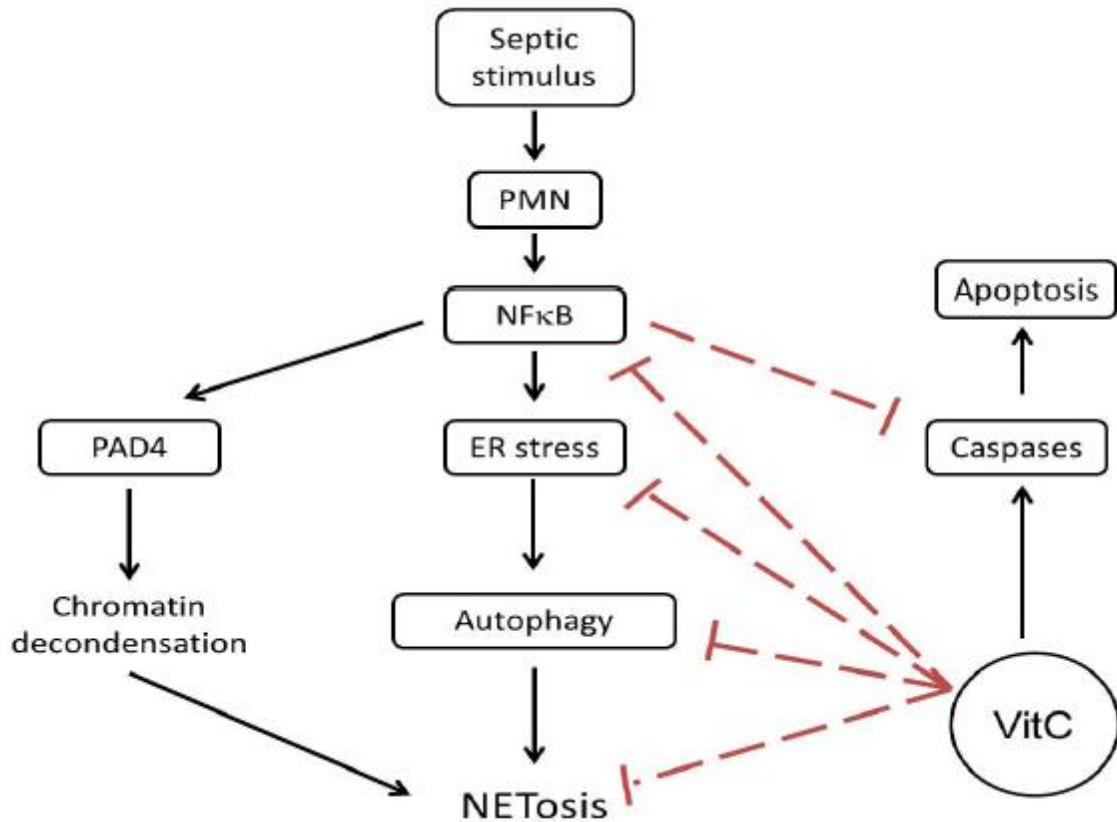 Septic
stimulus
PMN
NFκB
Apoptosis
PAD4
ER stress
Caspases
Chromatin
decondensation
Autophagy
VitC
NETosis